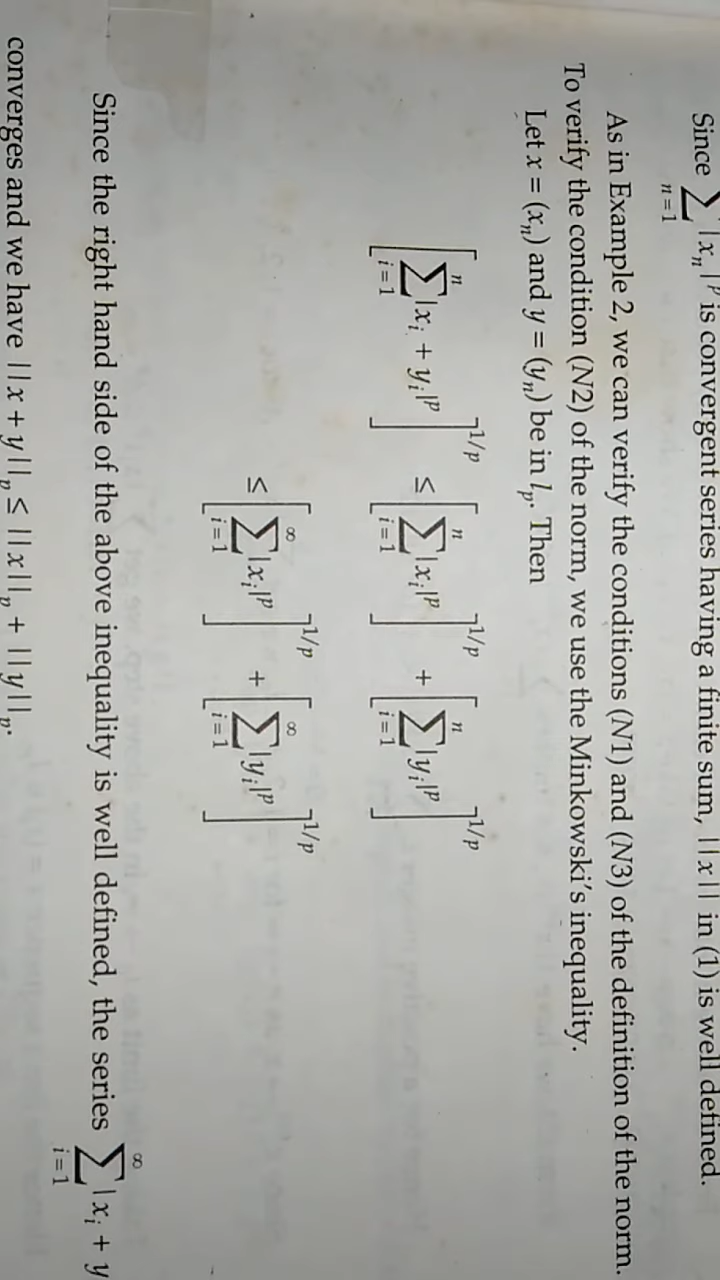 Since ∑_{n=1} |x_n|^p is convergent series having a finite sum, ||x|| in (1) is well defined.
As in Example 2, we can verify the conditions (N1) and (N3) of the definition of the norm.
To verify the condition (N2) of the norm, we use the Minkowski's inequality.
Let x = (x_n) and y = (y_n) be in l_p. Then
[∑_{i=1}^{n} |x_i + y_i|^p]^{1/p} ≤ [∑_{i=1}^{n} |x_i|^p]^{1/p} + [∑_{i=1}^{n} |y_i|^p]^{1/p}
≤ [∑_{i=1}^{∞} |x_i|^p]^{1/p} + [∑_{i=1}^{∞} |y_i|^p]^{1/p}
Since the right hand side of the above inequality is well defined, the series ∑_{i=1}^{∞} |x_i + y
converges and we have ||x + y||_p ≤ ||x||_p + ||y||_p.